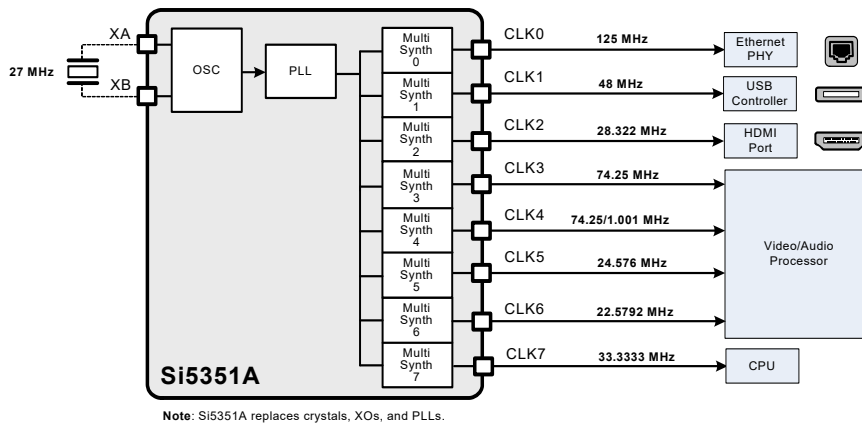 XA
27 MHz
XB
OSC
PLL
Multi
Synth
0
Multi
Synth
1
Multi
Synth
2
Multi
Synth
3
Multi
Synth
4
Multi
Synth
5
Multi
Synth
6
Multi
Synth
7
Si5351A
CLK0
125 MHz
Ethernet
PHY
CLK1
48 MHz
USB
Controller
CLK2
28.322 MHz
HDMI
Port
CLK3
74.25 MHz
CLK4
74.25/1.001 MHz
CLK5
24.576 MHz
CLK6
22.5792 MHz
Video/Audio
Processor
CLK7
33.3333 MHz
CPU
Note: Si5351A replaces crystals, XOs, and PLLs.